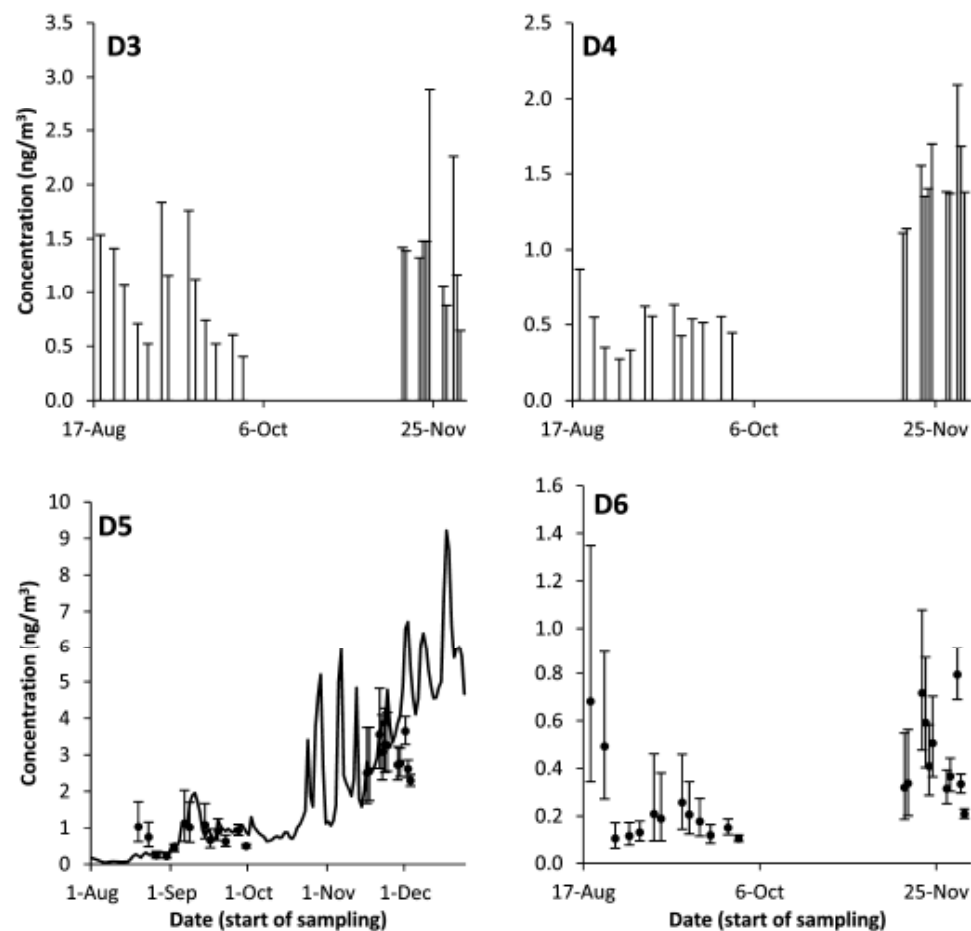 D3
Concentration (ng/m³)
3.5
3.0
2.5
2.0
1.5
1.0
0.5
0.0
17-Aug 6-Oct 25-Nov
D4
2.5
2.0
1.5
1.0
0.5
0.0
17-Aug 6-Oct 25-Nov
D5
Concentration [ng/m³)
10
9
8
7
6
5
4
3
2
1
0
1-Aug 1-Sep 1-Oct 1-Nov 1-Dec
Date (start of sampling)
D6
1.6
1.4
1.2
1.0
0.8
0.6
0.4
0.2
0.0
17-Aug 6-Oct 25-Nov
Date (start of sampling)